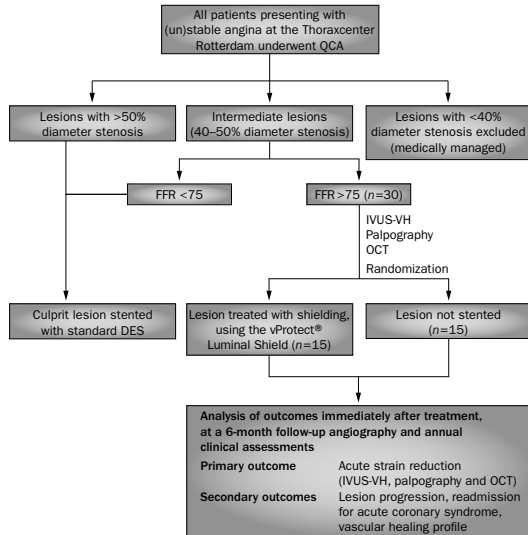 All patients presenting with
(un)stable angina at the Thoraxcenter
Rotterdam underwent QCA
Lesions with >50%
diameter stenosis
Intermediate lesions
(40–50% diameter stenosis)
Lesions with <40%
diameter stenosis excluded
(medically managed)
FFR <75
FFR >75 (n=30)
IVUS-VH
Palpography
OCT
Randomization
Culprit lesion stented
with standard DES
Lesion treated with shielding,
using the vProtect®
Luminal Shield (n=15)
Lesion not stented
(n=15)
Analysis of outcomes immediately after treatment,
at a 6-month follow-up angiography and annual
clinical assessments
Primary outcome Acute strain reduction
(IVUS-VH, palpography and OCT)
Secondary outcomes Lesion progression, readmission
for acute coronary syndrome,
vascular healing profile